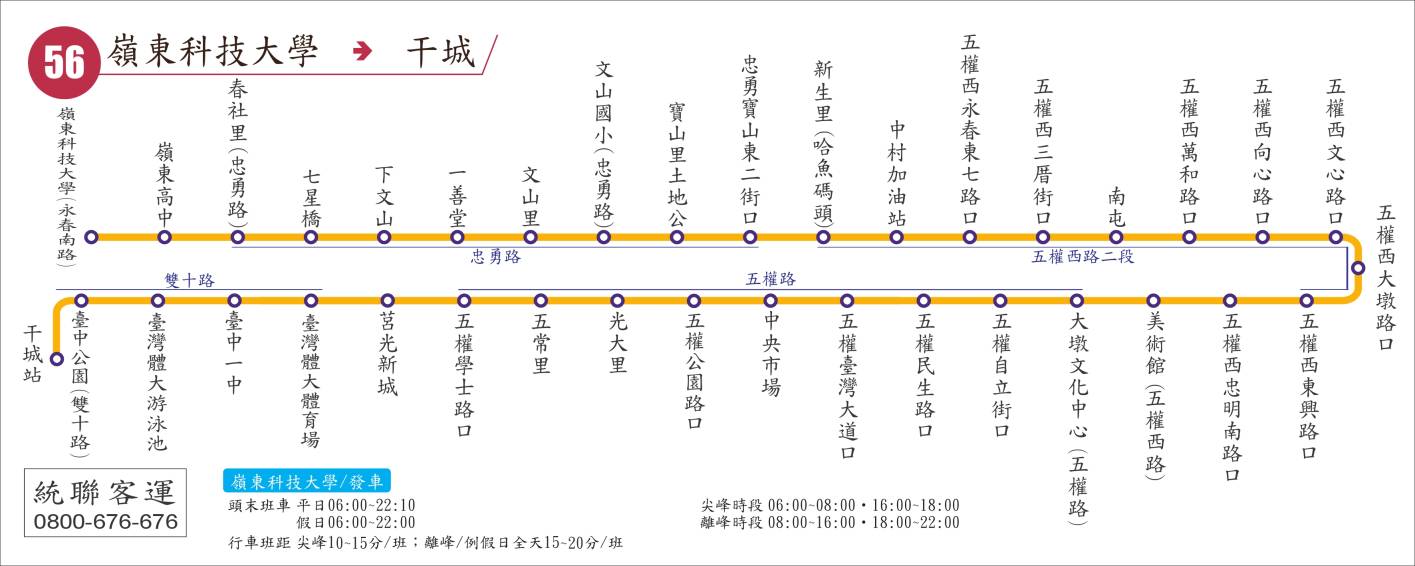 56 嶺東科技大學 → 干城
嶺東科技大學(永春南路)
嶺東高中
春社里(忠勇路)
七星橋
下文山
一善堂
文山里
文山國小(忠勇路)
寶山里土地公
忠勇寶山東二街口
新生里(哈魚碼頭)
中村加油站
五權西永春東七路口
五權西三厝街口
南屯
五權西萬和路口
五權西向心路口
五權西文心路口
五權西大墩路口
忠勇路
五權西路二段
雙十路
五權路
五權西東興路口
五權西忠明南路口
美術館(五權西路)
大墩文化中心(五權路)
五權自立街口
五權民生路口
五權臺灣大道口
中央市場
五權公園路口
光大里
五常里
五權學士路口
莒光新城
臺灣體大體育場
臺中一中
臺灣體大游泳池
臺中公園(雙十路)
干城站
統聯客運
0800-676-676
嶺東科技大學/發車
頭末班車 平日06:00~22:10
假日06:00~22:00
行車班距 尖峰10~15分/班；離峰/例假日全天15~20分/班
尖峰時段 06:00~08:00・16:00~18:00
離峰時段 08:00~16:00・18:00~22:00